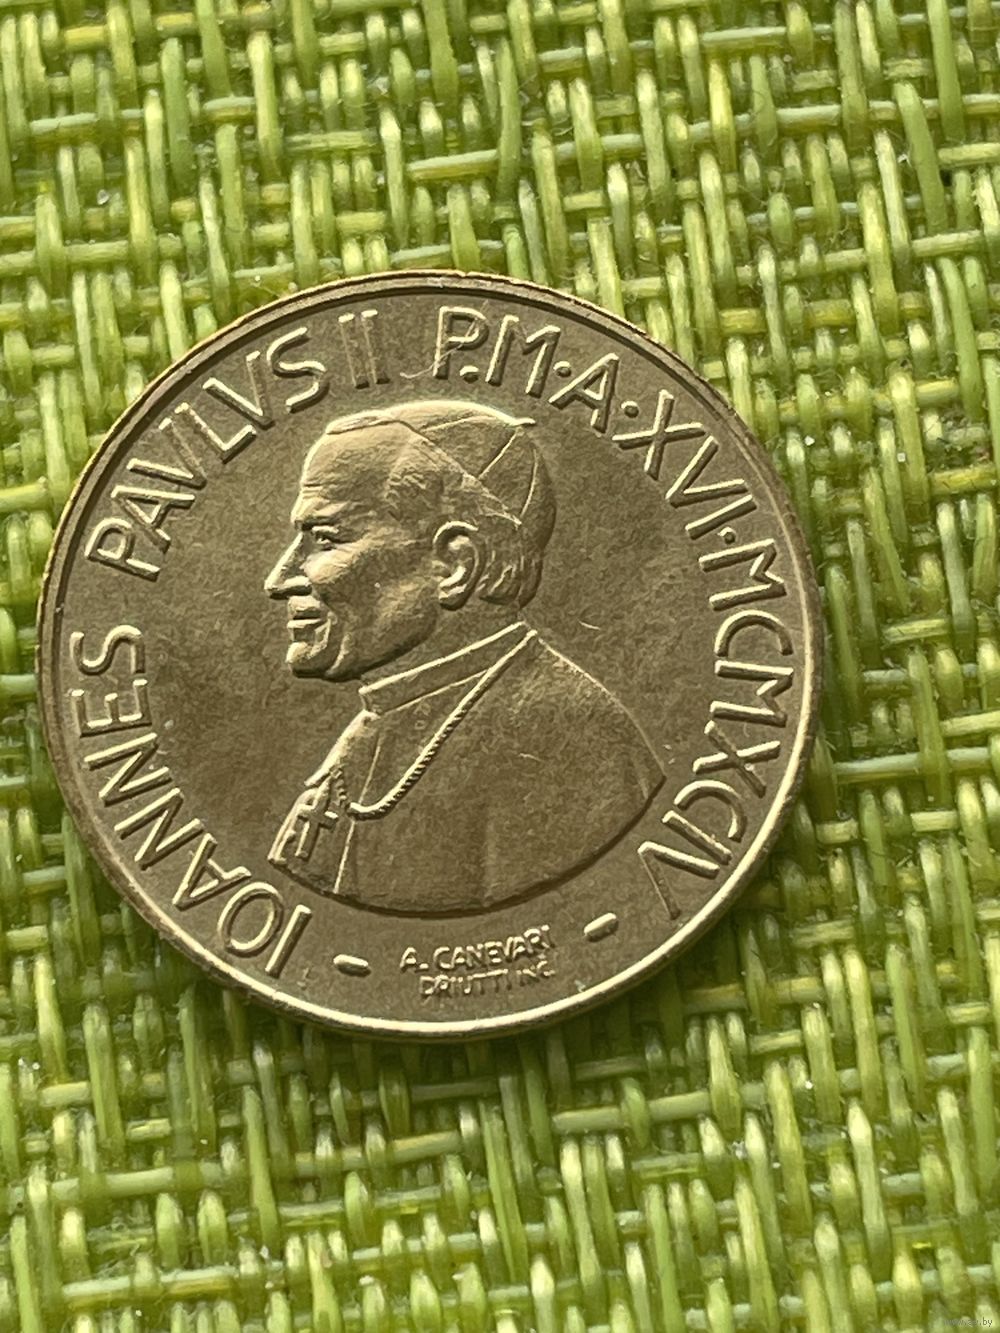 IOANNES PAVLVS II P.M.A.XVI.MCMXCIV
A. CANEVARI
DRIUTTI INC.